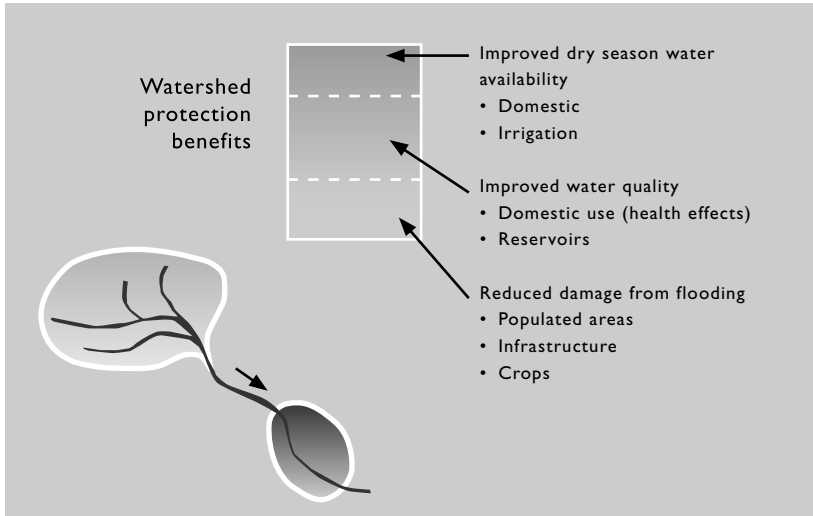 Watershed
protection
benefits
Improved dry season water
availability
• Domestic
• Irrigation
Improved water quality
• Domestic use (health effects)
• Reservoirs
Reduced damage from flooding
• Populated areas
• Infrastructure
• Crops